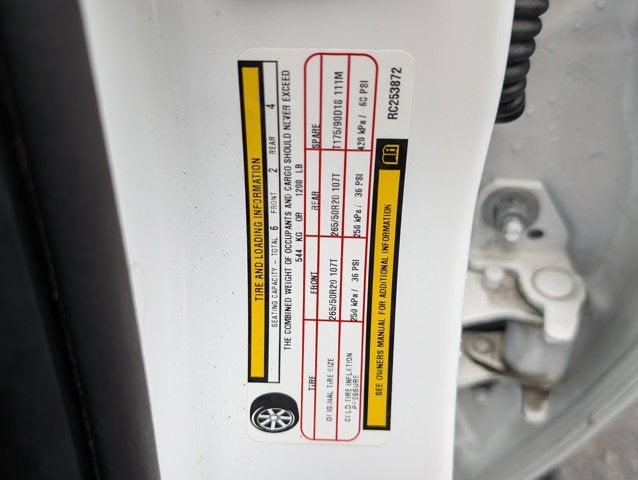 TIRE AND LOADING INFORMATION
SEATING CAPACITY - TOTAL 6 FRONT 2 REAR 4
THE COMBINED WEIGHT OF OCCUPANTS AND CARGO SHOULD NEVER EXCEED
544 KG OR 1200 LB
TIRE FRONT REAR SPARE
ORIGINAL TIRE SIZE 265/50R20 107T 265/50R20 107T T175/90D18 111M
COLD TIRE INFLATION PRESSURE 250 kPa / 36 PSI 250 kPa / 36 PSI 420 kPa / 60 PSI
SEE OWNERS MANUAL FOR ADDITIONAL INFORMATION
RC253872